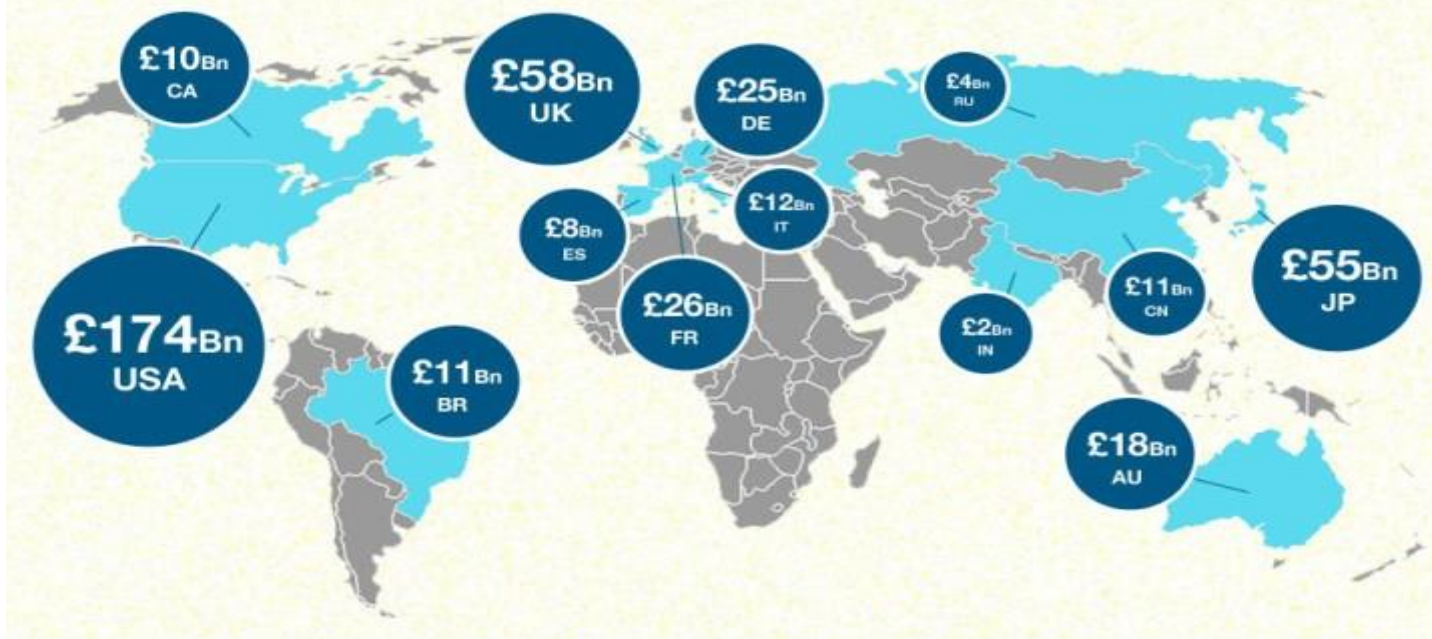 £10Bn
CA
£58Bn
UK
£25Bn
DE
£4Bn
RU
£8Bn
ES
£12Bn
IT
£174Bn
USA
£11Bn
BR
£26Bn
FR
£2Bn
IN
£11Bn
CN
£55Bn
JP
£18Bn
AU